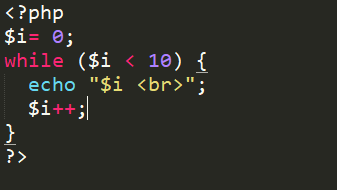 <?php
$i= 0;
while ($i < 10) {
  echo "$i <br>";
  $i++;
}
?>